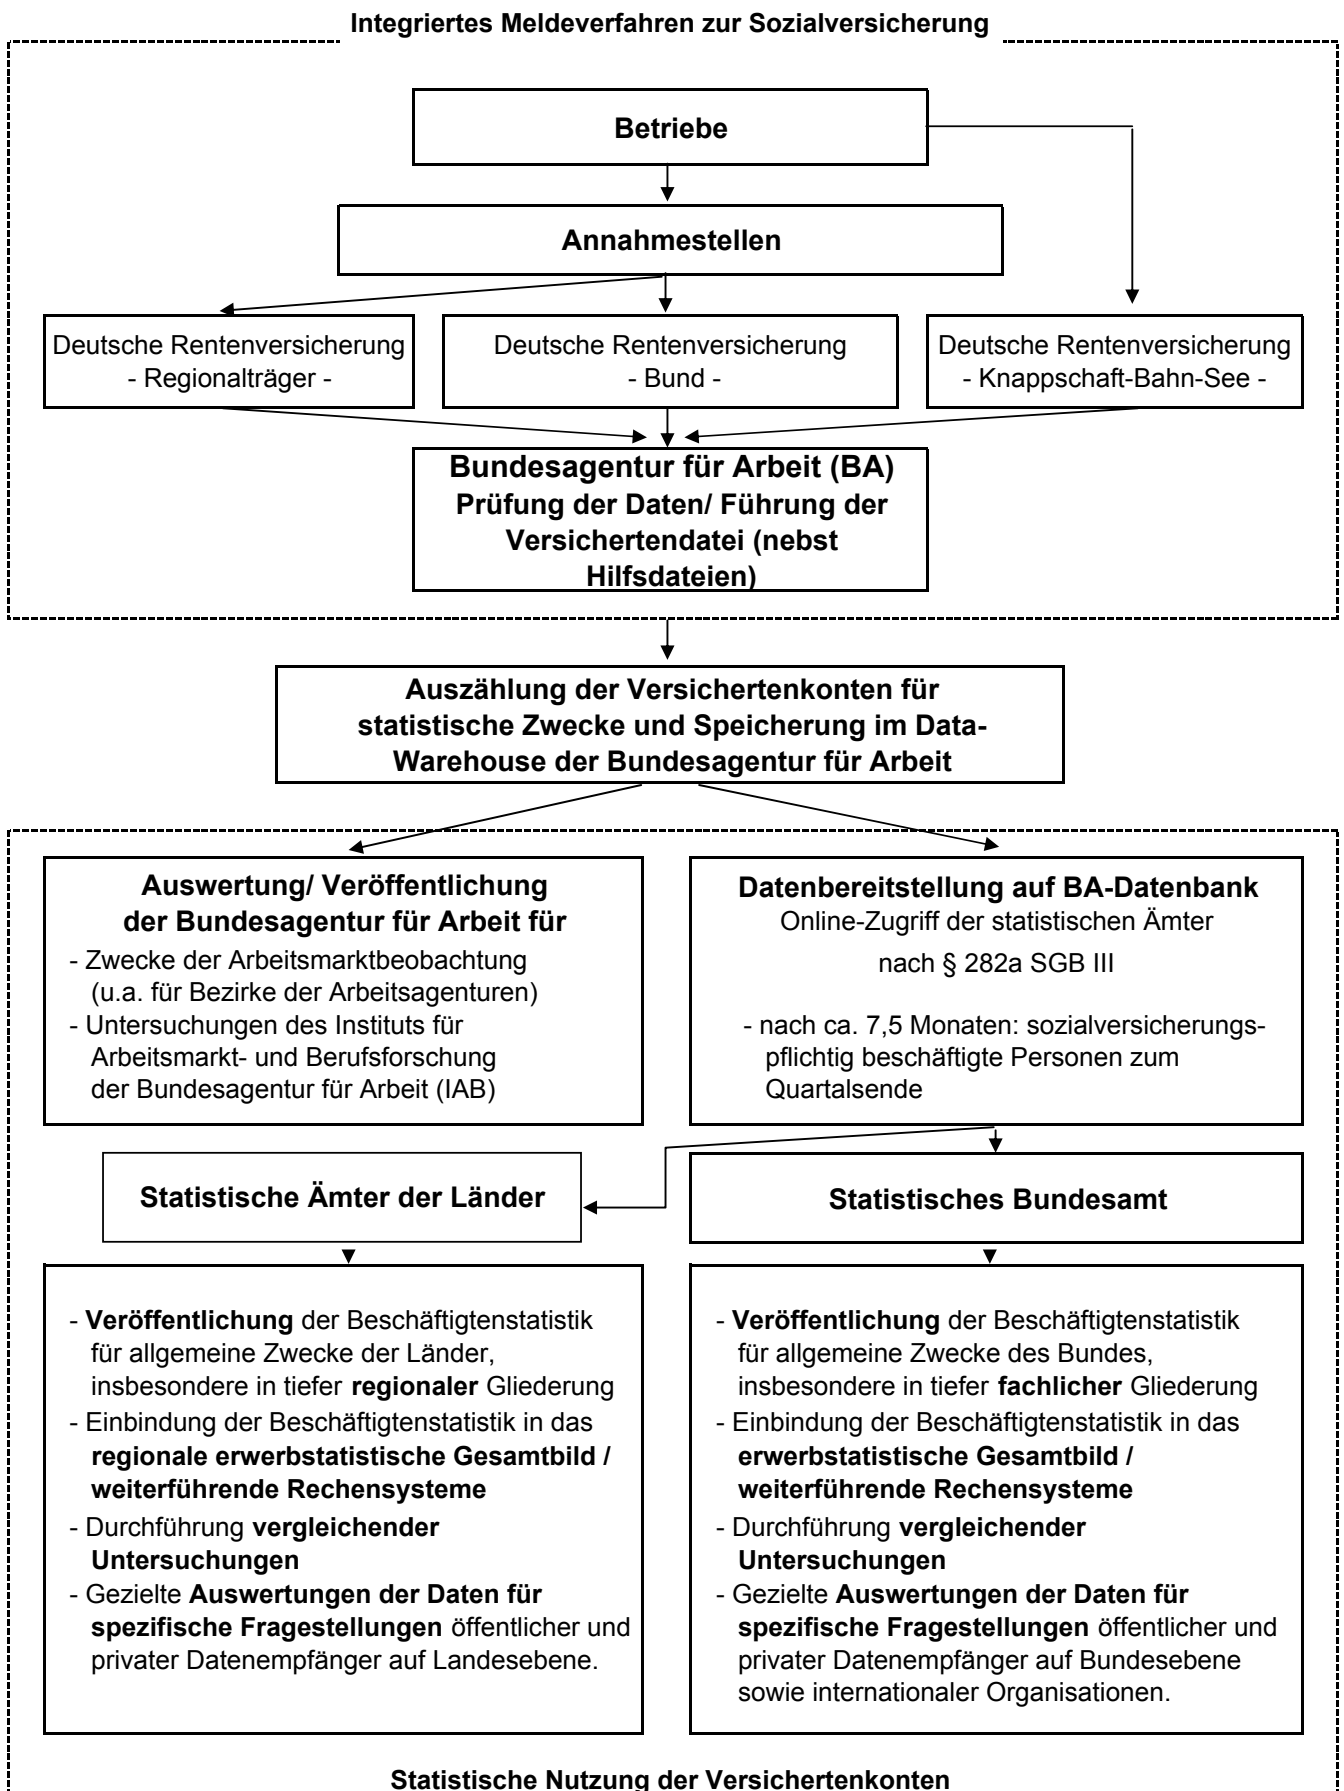 Integriertes Meldeverfahren zur Sozialversicherung
Betriebe
Annahmestellen
Deutsche Rentenversicherung
- Regionalträger -
Deutsche Rentenversicherung
- Bund -
Deutsche Rentenversicherung
- Knappschaft-Bahn-See -
Bundesagentur für Arbeit (BA)
Prüfung der Daten/ Führung der
Versichertendatei (nebst
Hilfsdateien)
Auszählung der Versichertenkonten für
statistische Zwecke und Speicherung im Data-
Warehouse der Bundesagentur für Arbeit
Auswertung/ Veröffentlichung
der Bundesagentur für Arbeit für
- Zwecke der Arbeitsmarktbeobachtung
(u.a. für Bezirke der Arbeitsagenturen)
- Untersuchungen des Instituts für
Arbeitsmarkt- und Berufsforschung
der Bundesagentur für Arbeit (IAB)
Datenbereitstellung auf BA-Datenbank
Online-Zugriff der statistischen Ämter
nach § 282a SGB III
- nach ca. 7,5 Monaten: sozialversicherungs-
pflichtig beschäftigte Personen zum
Quartalsende
Statistische Ämter der Länder
Statistisches Bundesamt
- Veröffentlichung der Beschäftigtenstatistik
für allgemeine Zwecke der Länder,
insbesondere in tiefer regionaler Gliederung
- Einbindung der Beschäftigtenstatistik in das
regionale erwerbstatistische Gesamtbild /
weiterführende Rechensysteme
- Durchführung vergleichender
Untersuchungen
- Gezielte Auswertungen der Daten für
spezifische Fragestellungen öffentlicher und
privater Datenempfänger auf Landesebene.
- Veröffentlichung der Beschäftigtenstatistik
für allgemeine Zwecke des Bundes,
insbesondere in tiefer fachlicher Gliederung
- Einbindung der Beschäftigtenstatistik in das
erwerbstatistische Gesamtbild /
weiterführende Rechensysteme
- Durchführung vergleichender
Untersuchungen
- Gezielte Auswertungen der Daten für
spezifische Fragestellungen öffentlicher und
privater Datenempfänger auf Bundesebene
sowie internationaler Organisationen.
Statistische Nutzung der Versichertenkonten